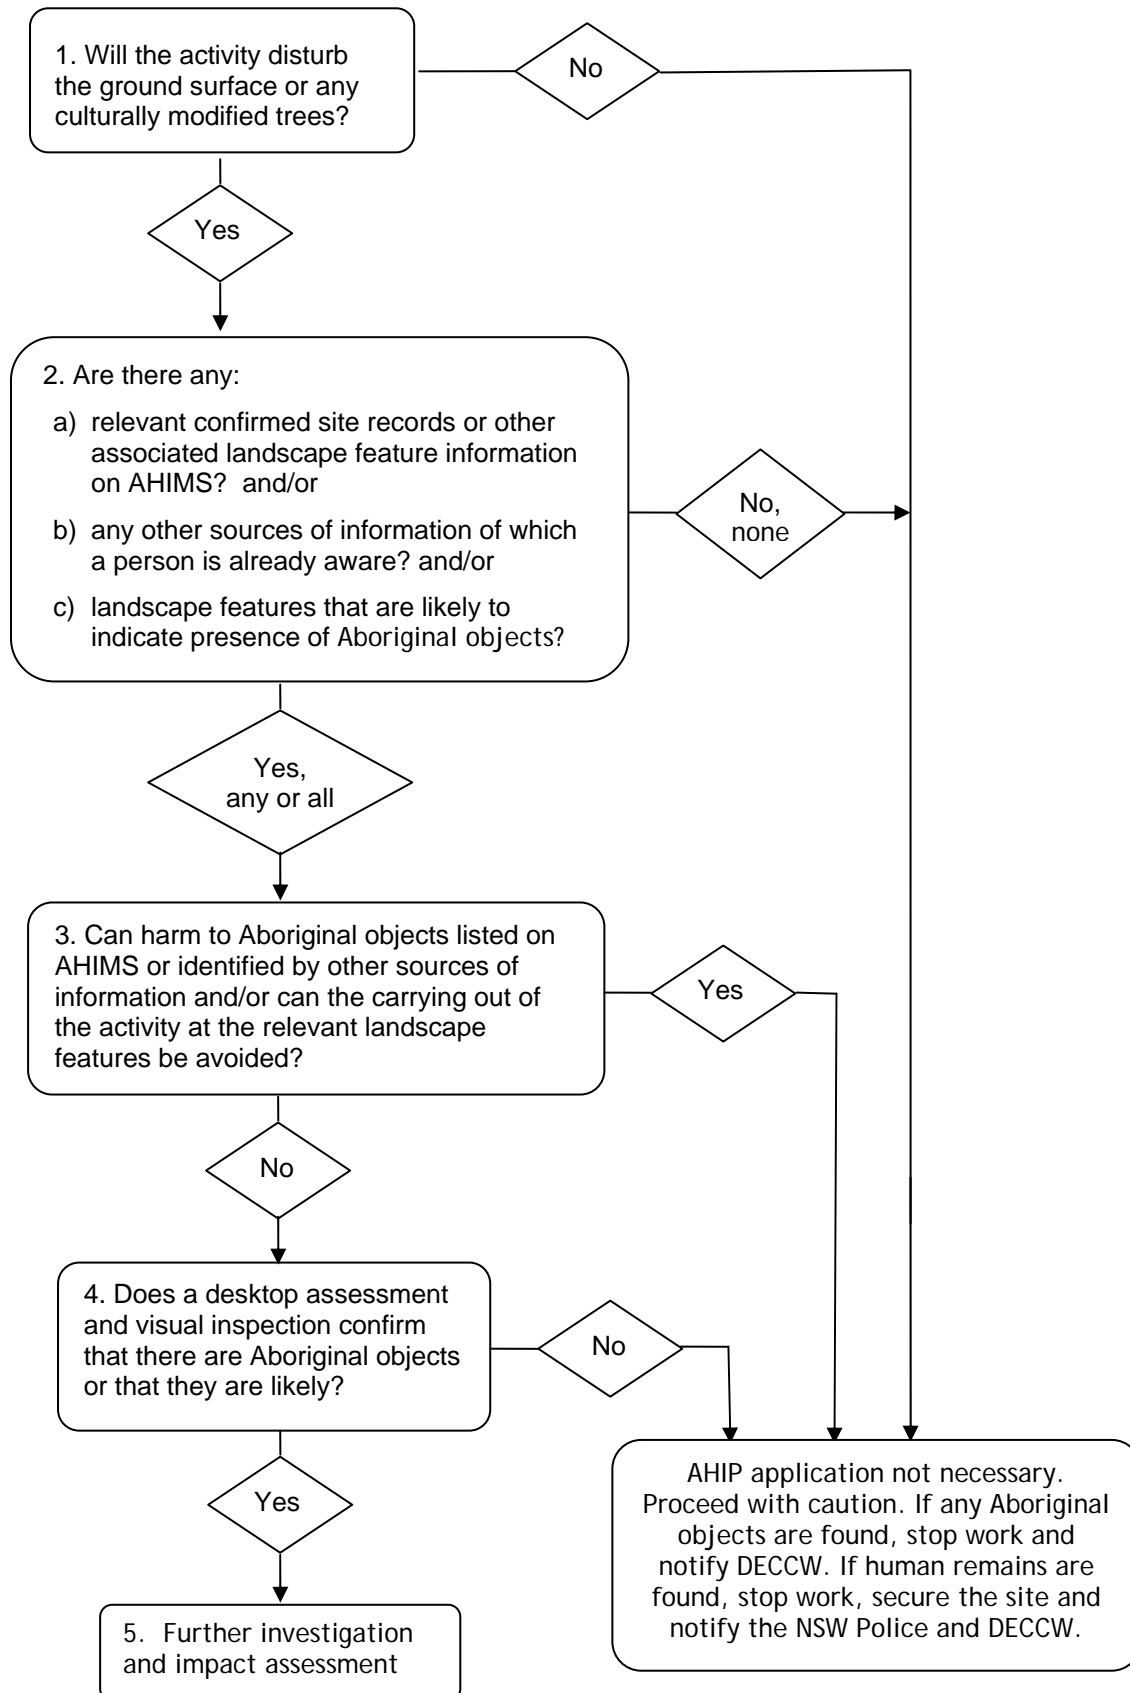 1. Will the activity disturb
the ground surface or any
culturally modified trees?
No
Yes
2. Are there any:
a) relevant confirmed site records or other
associated landscape feature information
on AHIMS? and/or
b) any other sources of information of which
a person is already aware? and/or
c) landscape features that are likely to
indicate presence of Aboriginal objects?
No,
none
Yes,
any or all
3. Can harm to Aboriginal objects listed on
AHIMS or identified by other sources of
information and/or can the carrying out of
the activity at the relevant landscape
features be avoided?
Yes
No
4. Does a desktop assessment
and visual inspection confirm
that there are Aboriginal objects
or that they are likely?
No
Yes
AHIP application not necessary.
Proceed with caution. If any Aboriginal
objects are found, stop work and
notify DECCW. If human remains are
found, stop work, secure the site and
notify the NSW Police and DECCW.
5. Further investigation
and impact assessment